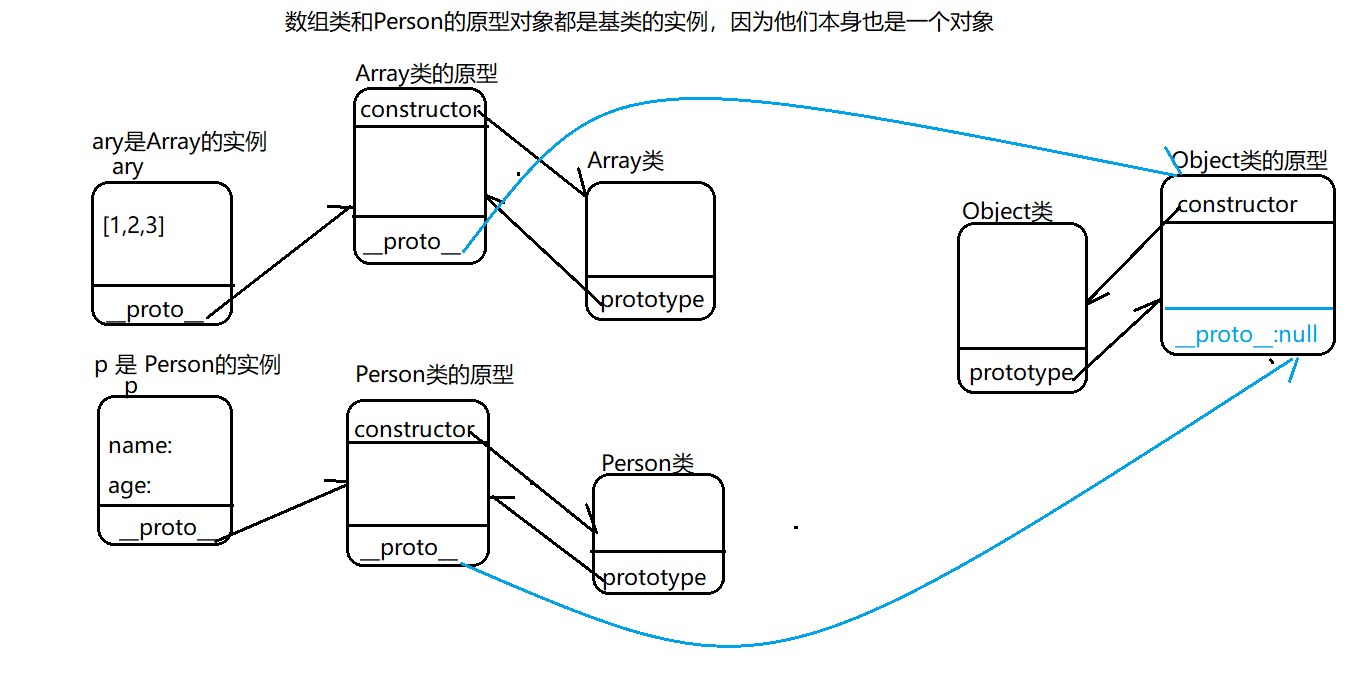 数组类和Person的原型对象都是基类的实例，因为他们本身也是一个对象
Array类的原型
constructor
__proto__
ary是Array的实例
ary
[1,2,3]
__proto__
Array类
prototype
Object类的原型
constructor
__proto__:null
Object类
prototype
p 是 Person的实例
p
name:
age:
__proto__
Person类的原型
constructor
__proto__
Person类
prototype